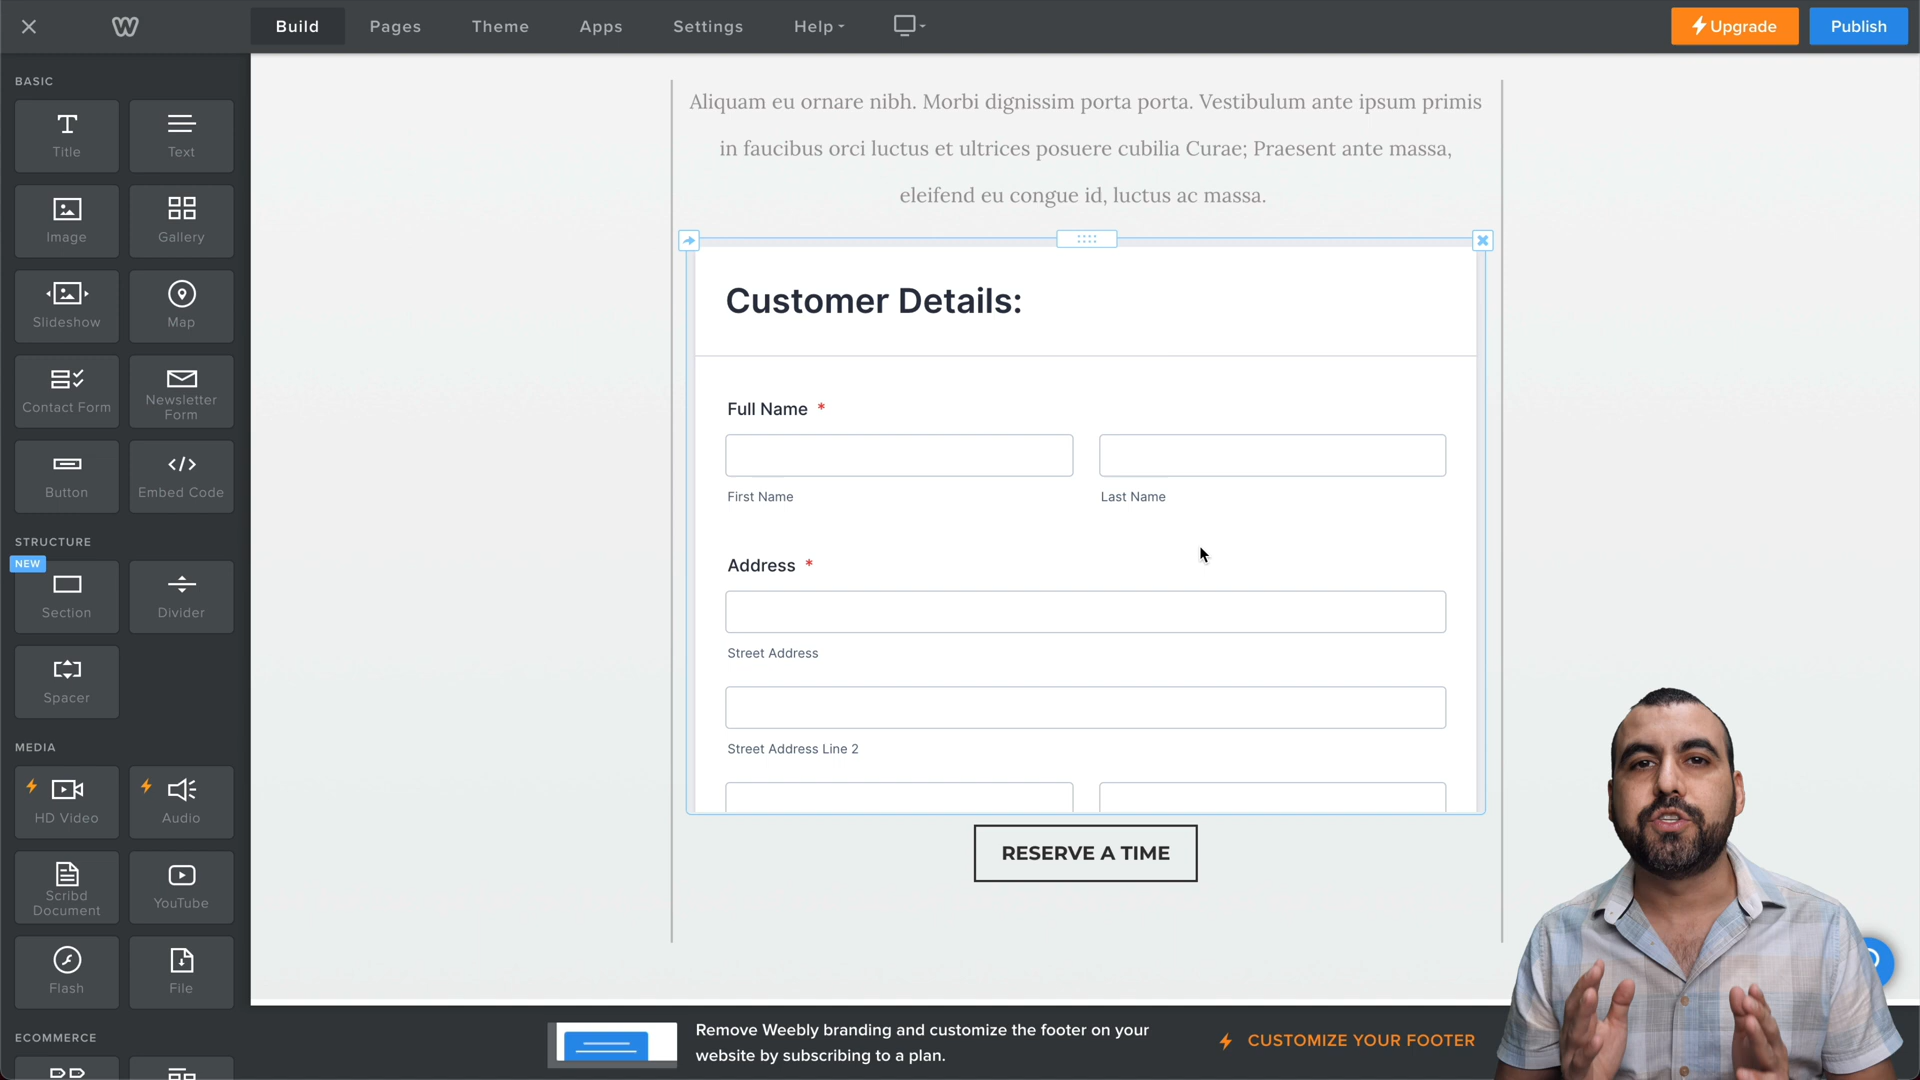 Build
Pages
Theme
Apps
Settings
Help
Upgrade
Publish
BASIC
Title
Text
Image
Gallery
Slideshow
Map
Contact Form
Newsletter
Form
Button
Embed Code
STRUCTURE
NEW
Section
Divider
Spacer
MEDIA
HD Video
Audio
Scribd
Document
YouTube
Flash
File
ECOMMERCE
Aliquam eu ornare nibh. Morbi dignissim porta porta. Vestibulum ante ipsum primis
in faucibus orci luctus et ultrices posuere cubilia Curae; Praesent ante massa,
eleifend eu congue id, luctus ac massa.
Customer Details:
Full Name *
First Name
Last Name
Address *
Street Address
Street Address Line 2
RESERVE A TIME
Remove Weebly branding and customize the footer on your
website by subscribing to a plan.
CUSTOMIZE YOUR FOOTER